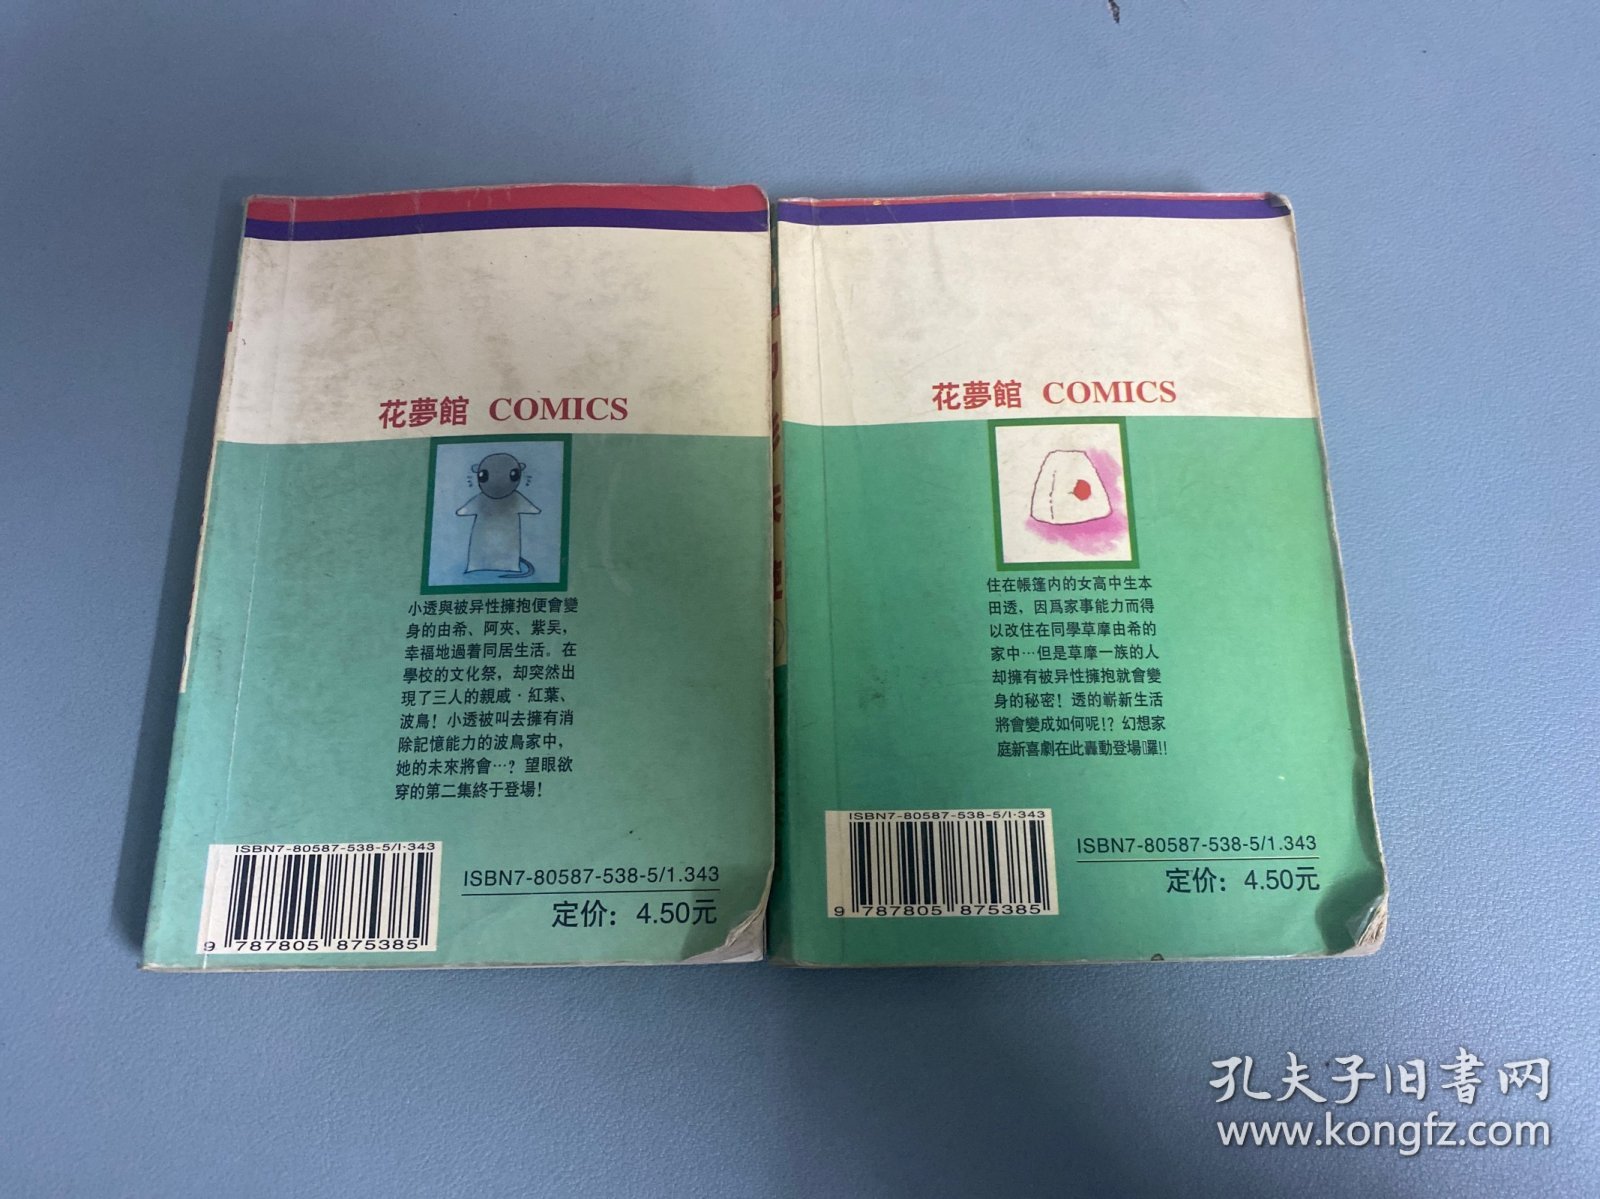 花夢館 COMICS
小透與被异性擁抱便會變
身的由希、阿夾、紫吴，
幸福地過着同居生活。在
學校的文化祭，却突然出
現了三人的親戚·紅葉、
波鳥！小透被叫去擁有消
除記憶能力的波鳥家中，
她的未來將會…？望眼欲
穿的第二集終于登場！
ISBN7-80587-538-5/I·343
9 787805 875385
ISBN7-80587-538-5/1.343
定价：4.50元
花夢館 COMICS
住在帳篷内的女高中生本
田透，因爲家事能力而得
以改住在同學草摩由希的
家中…但是草摩一族的人
却擁有被异性擁抱就會變
身的秘密！透的嶄新生活
將會變成如何呢!？幻想家
庭新喜劇在此轟動登場囉!!
ISBN7-80587-538-5/I·343
9 787805 875385
ISBN7-80587-538-5/1.343
定价：4.50元
孔夫子旧書网
www.kongfz.com